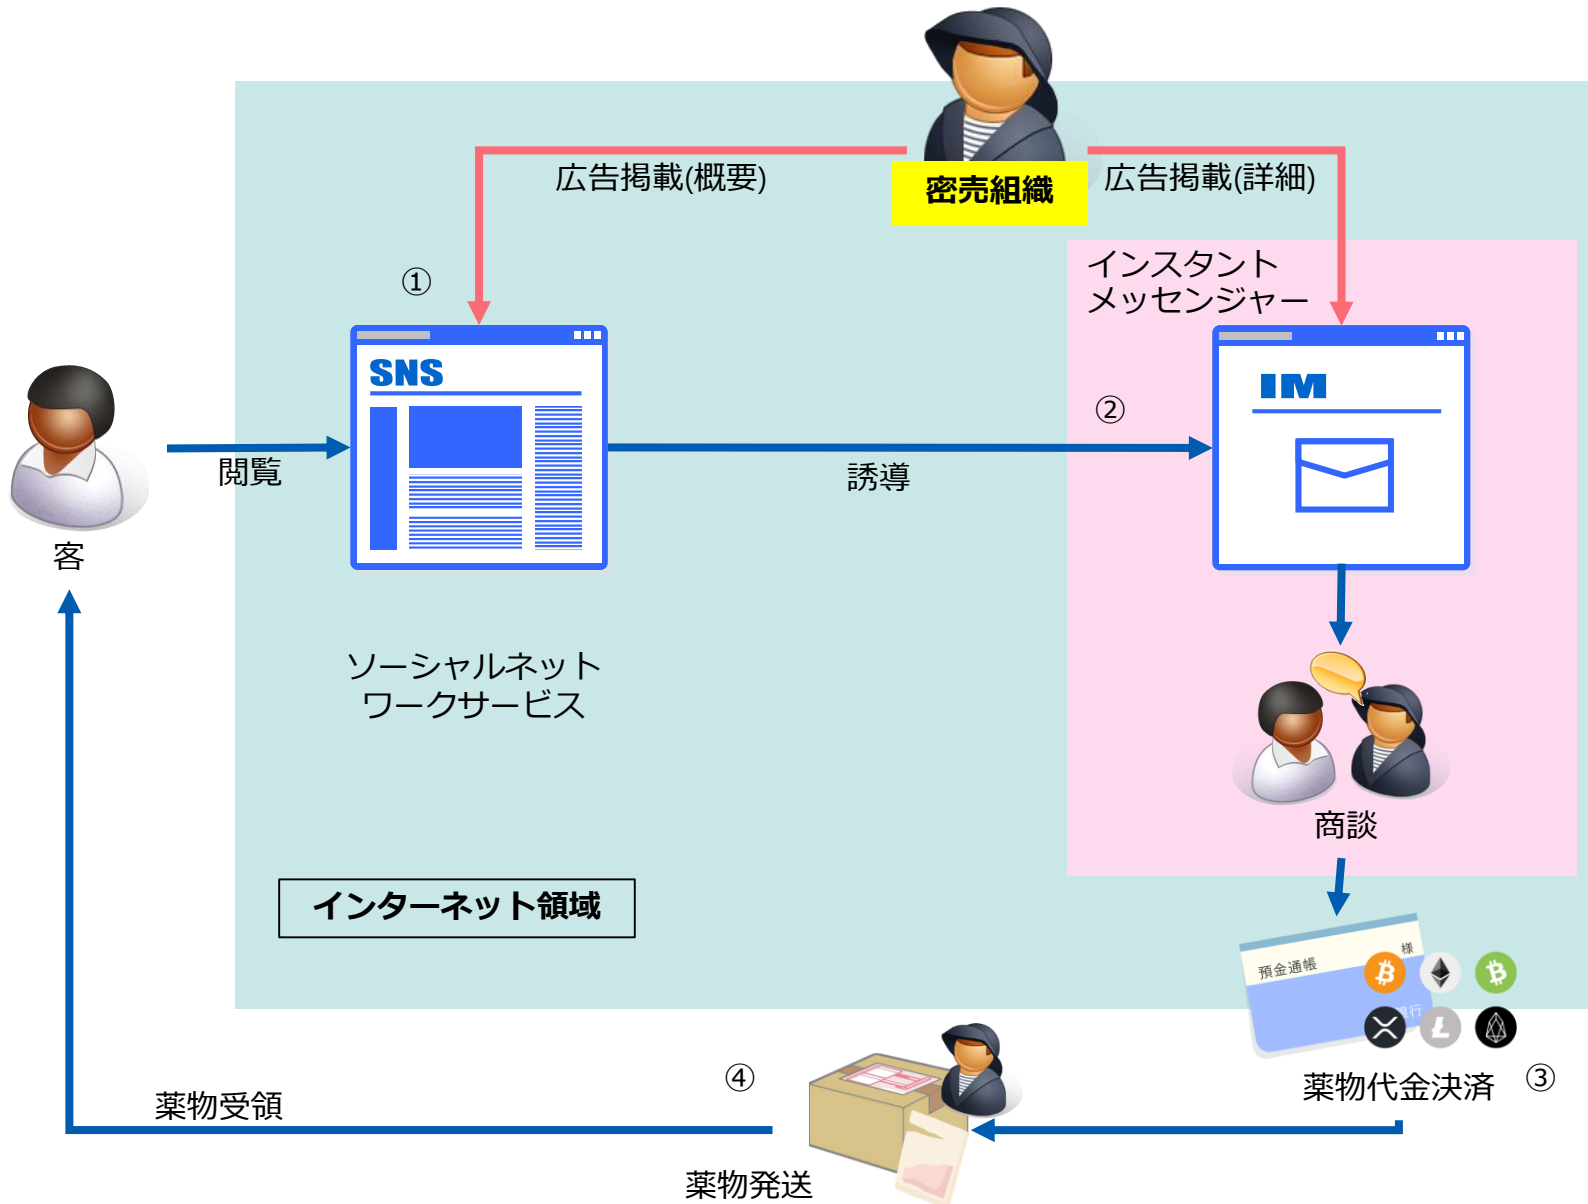 密売組織
広告掲載(概要)
広告掲載(詳細)
①
インスタント
メッセンジャー
SNS
IM
②
閲覧
誘導
客
ソーシャルネット
ワークサービス
商談
インターネット領域
預金通帳
様
銀行
④
薬物代金決済
③
薬物受領
薬物発送